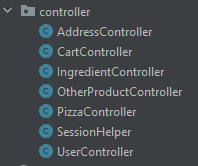 controller
AddressController
CartController
IngredientController
OtherProductController
PizzaController
SessionHelper
UserController